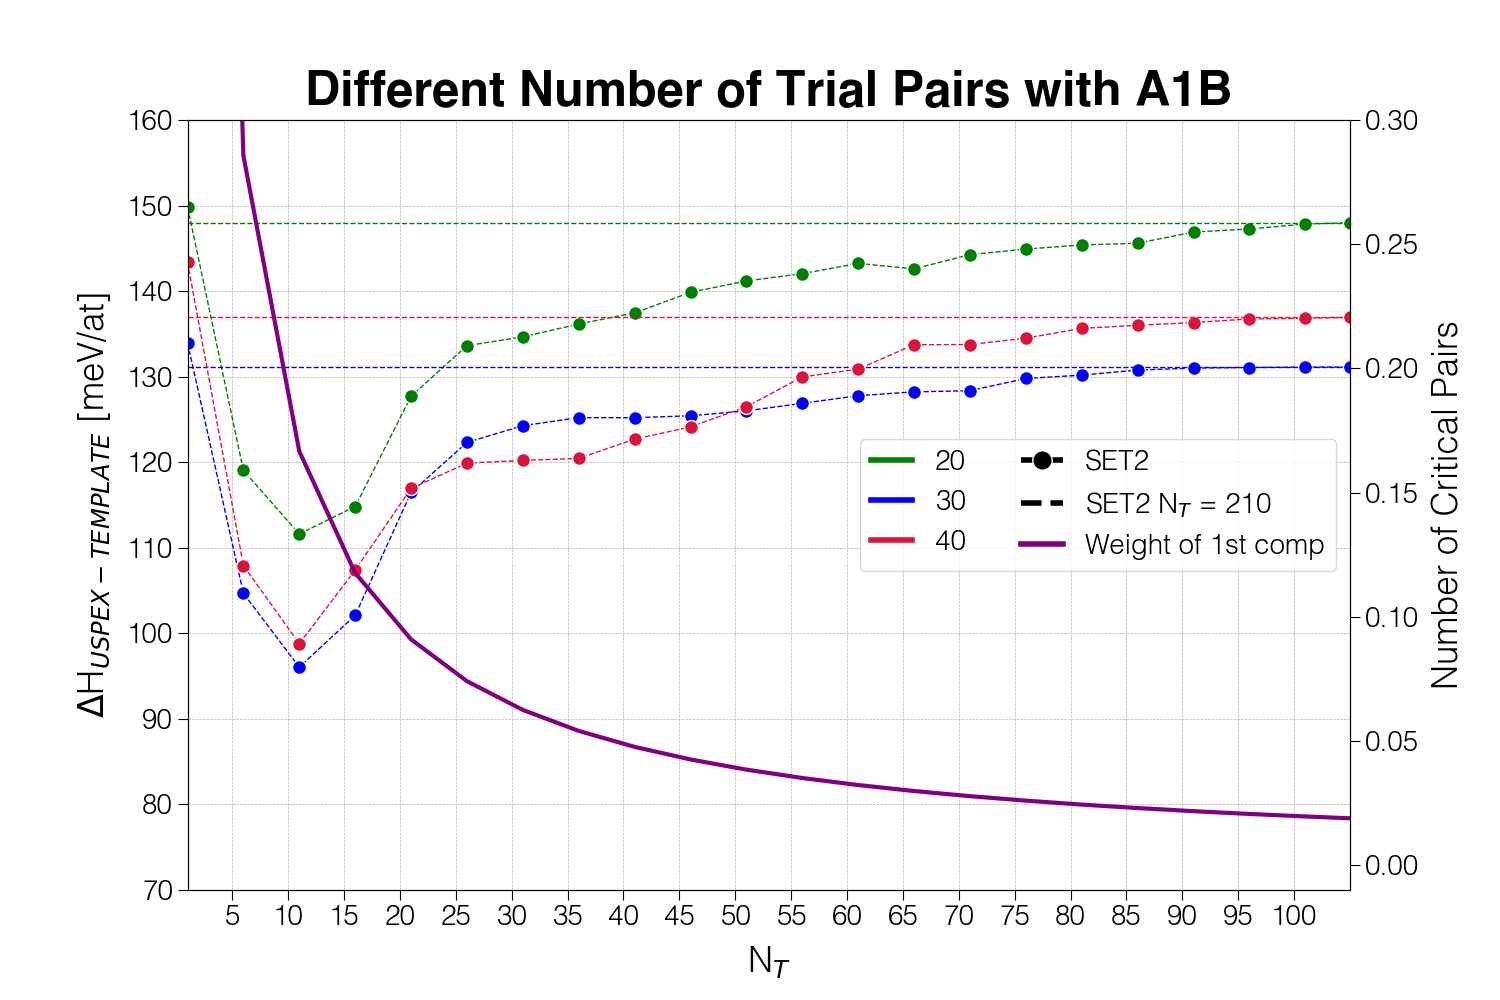 Different Number of Trial Pairs with A1B
160
150
140
130
120
110
100
90
80
70
0.30
0.25
0.20
0.15
0.10
0.05
0.00
ΔH_USPEX − TEMPLATE [meV/at]
Number of Critical Pairs
20
30
40
SET2
SET2 N_T = 210
Weight of 1st comp
5 10 15 20 25 30 35 40 45 50 55 60 65 70 75 80 85 90 95 100
N_T